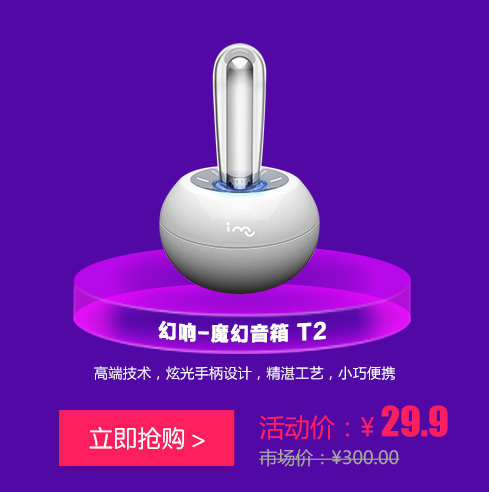 imu
幻响-魔幻音箱 T2
高端技术，炫光手柄设计，精湛工艺，小巧便携
立即抢购 >
活动价：¥ 29.9
市场价：¥300.00